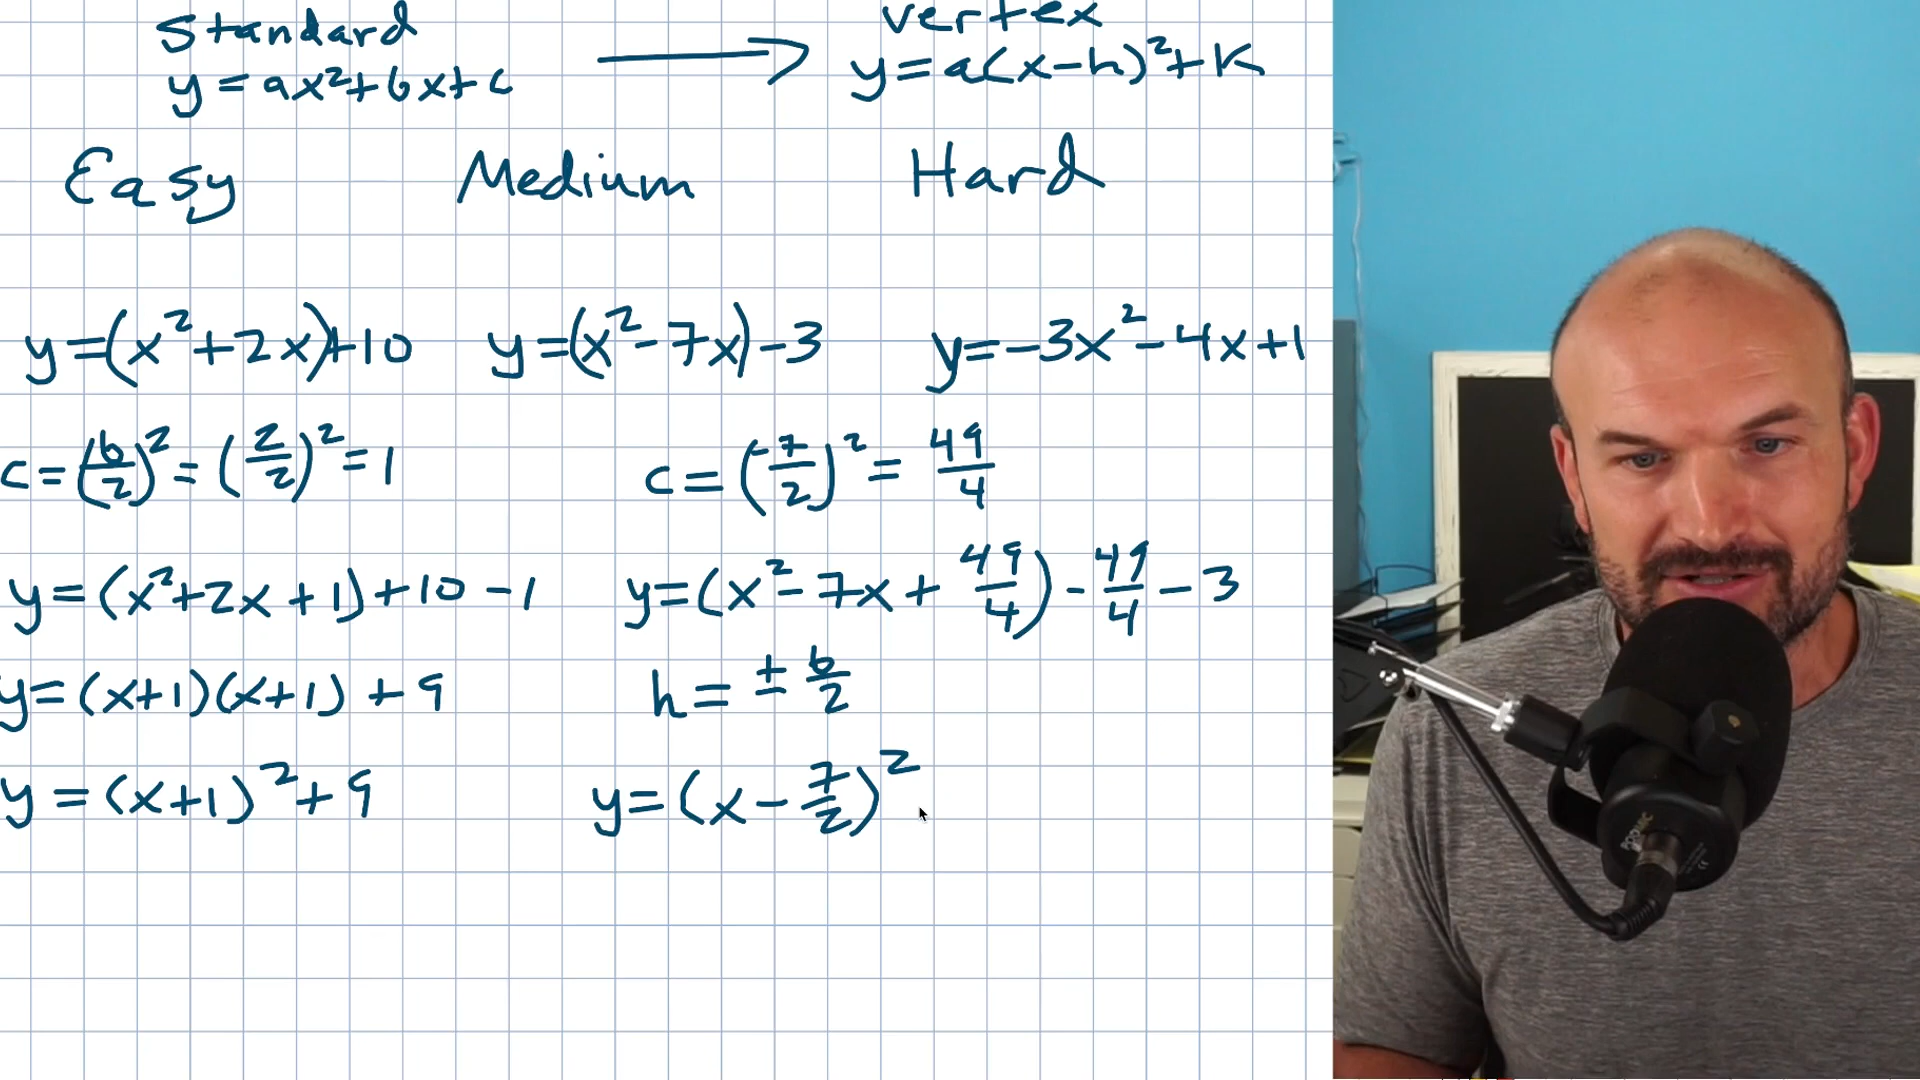 Standard
vertex
y = ax² + bx + c ⟶ y = a(x - h)² + k
Easy Medium Hard
y = (x² + 2x) + 10 y = (x² - 7x) - 3 y = -3x² - 4x + 1
c = (b/2)² = (2/2)² = 1 c = (-7/2)² = 49/4
y = (x² + 2x + 1) + 10 - 1 y = (x² - 7x + 49/4) - 49/4 - 3
y = (x+1)(x+1) + 9 h = ± b/2
y = (x+1)² + 9 y = (x - 7/2)²